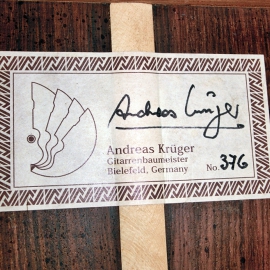 Andreas Krüger
Andreas Krüger
Gitarrenbaumeister
Bielefeld, Germany
No. 376